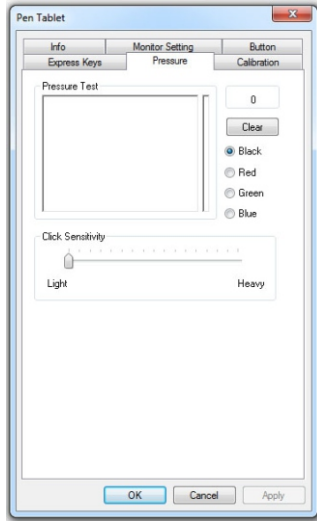 Pen Tablet
Info Monitor Setting Button
Express Keys Pressure Calibration
Pressure Test
0
Clear
Black
Red
Green
Blue
Click Sensitivity
Light Heavy
OK Cancel Apply